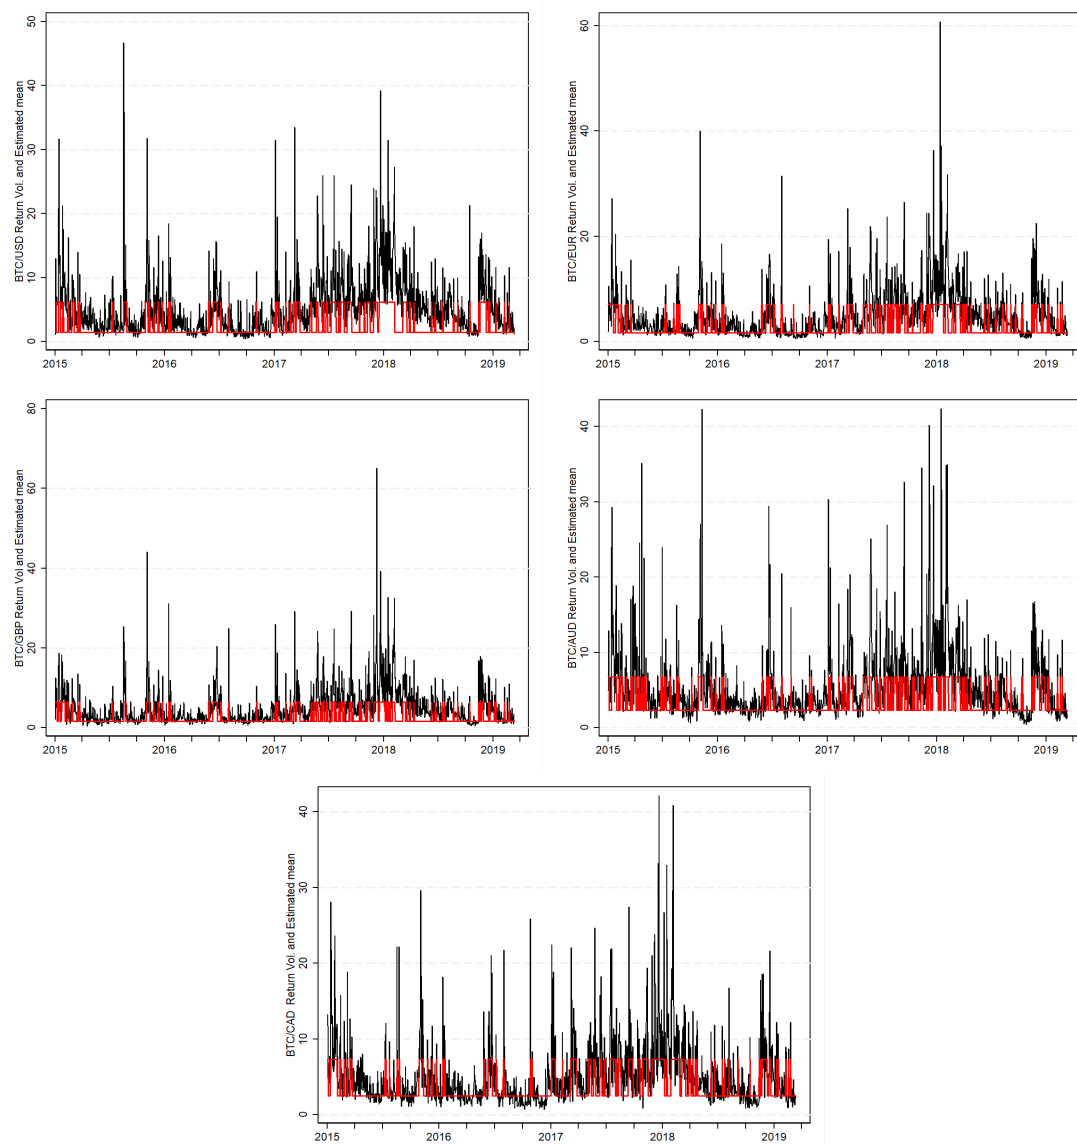 BTC/USD Return Vol. and Estimated mean
50
40
30
20
10
0
2015 2016 2017 2018 2019
BTC/EUR Return Vol. and Estimated mean
60
40
20
0
2015 2016 2017 2018 2019
BTC/GBP Return Vol and Estimated mean
80
60
40
20
0
2015 2016 2017 2018 2019
BTC/AUD Return Vol. and Estimated mean
40
30
20
10
0
2015 2016 2017 2018 2019
BTC/CAD Return Vol. and Estimated mean
40
30
20
10
0
2015 2016 2017 2018 2019